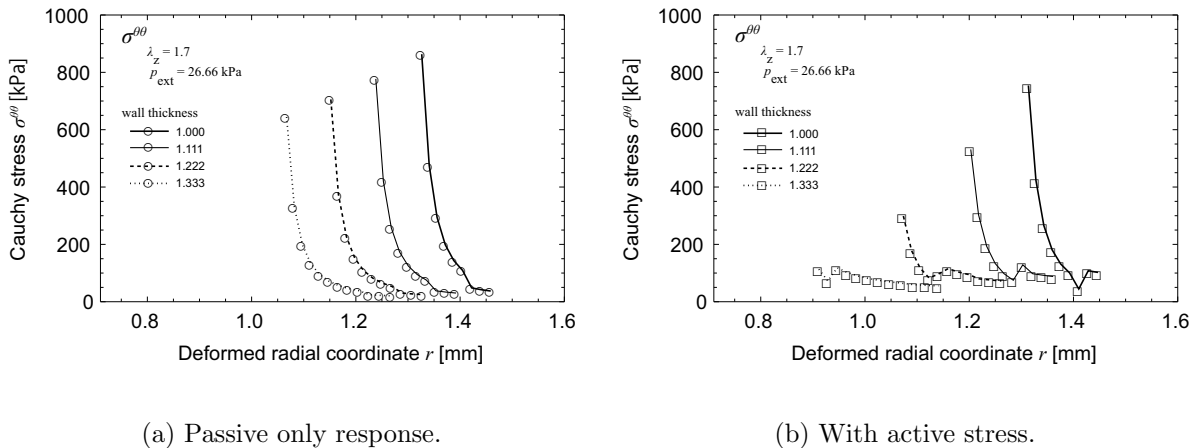 1000
800
600
400
200
0
Cauchy stress σ^θθ [kPa]
σ^θθ
λ_z = 1.7
p_ext = 26.66 kPa
wall thickness
1.000
1.111
1.222
1.333
0.8 1.0 1.2 1.4 1.6
Deformed radial coordinate r [mm]
(a) Passive only response.
1000
800
600
400
200
0
Cauchy stress σ^θθ [kPa]
σ^θθ
λ_z = 1.7
p_ext = 26.66 kPa
wall thickness
1.000
1.111
1.222
1.333
0.8 1.0 1.2 1.4 1.6
Deformed radial coordinate r [mm]
(b) With active stress.